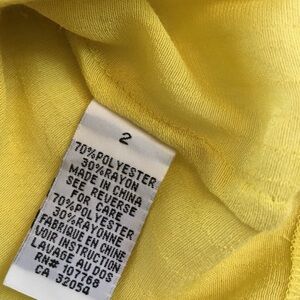 2
70%POLYESTER
30%RAYON
MADE IN CHINA
SEE REVERSE
FOR CARE
70%POLYESTER
30%RAYONNE
FABRIQUE EN CHINE
VOIR INSTRUCTION
LAVAGE AU DOS
RN# 107768
CA 32054